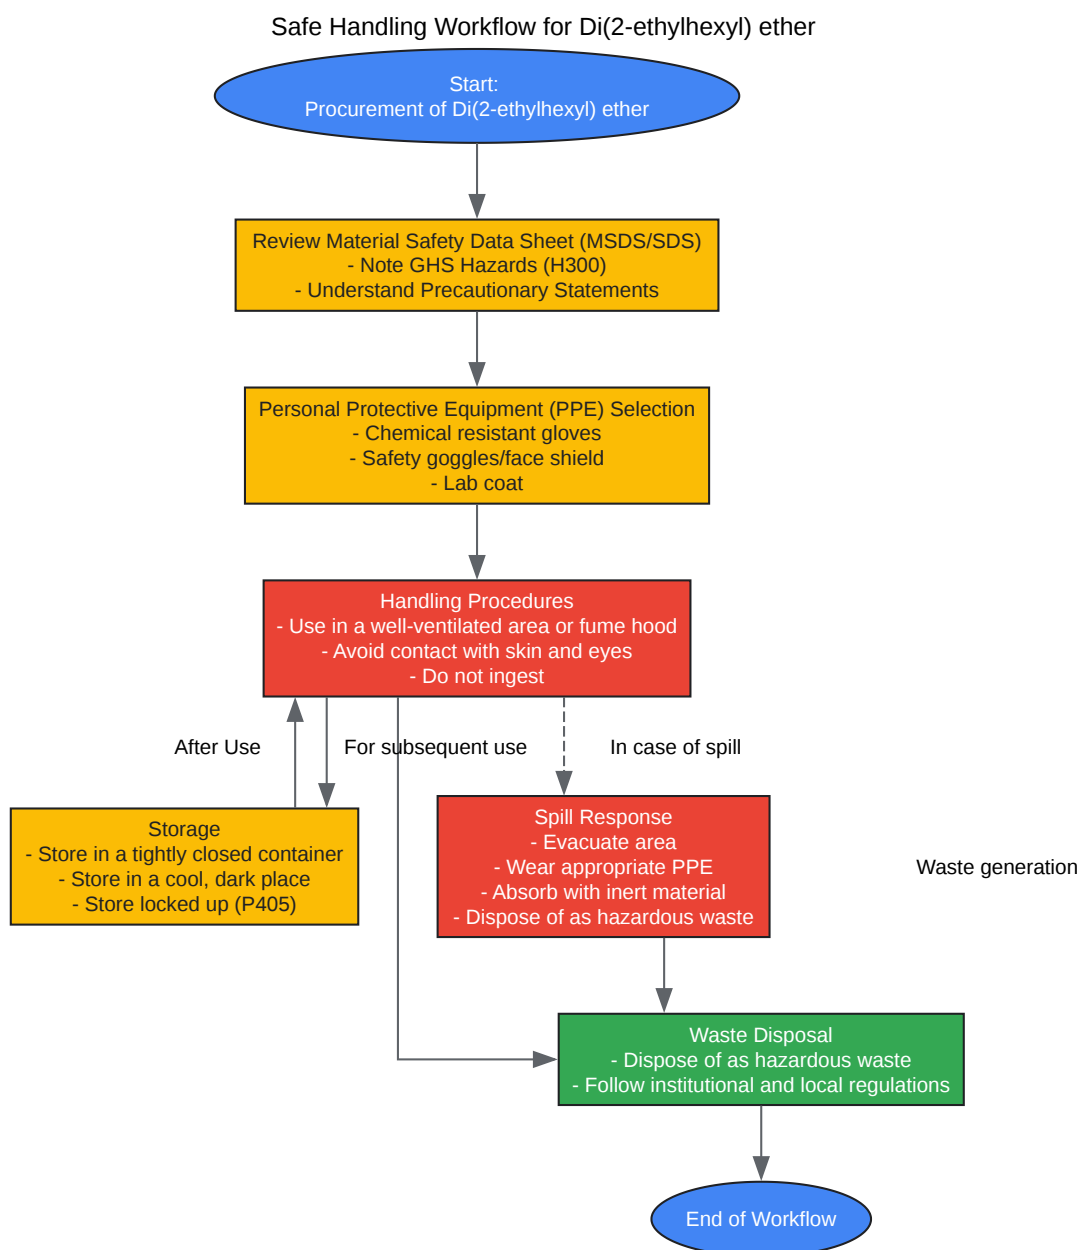 Safe Handling Workflow for Di(2-ethylhexyl) ether
Start:
Procurement of Di(2-ethylhexyl) ether
Review Material Safety Data Sheet (MSDS/SDS)
- Note GHS Hazards (H300)
- Understand Precautionary Statements
Personal Protective Equipment (PPE) Selection
- Chemical resistant gloves
- Safety goggles/face shield
- Lab coat
Handling Procedures
- Use in a well-ventilated area or fume hood
- Avoid contact with skin and eyes
- Do not ingest
After Use
For subsequent use
In case of spill
Storage
- Store in a tightly closed container
- Store in a cool, dark place
- Store locked up (P405)
Spill Response
- Evacuate area
- Wear appropriate PPE
- Absorb with inert material
- Dispose of as hazardous waste
Waste generation
Waste Disposal
- Dispose of as hazardous waste
- Follow institutional and local regulations
End of Workflow